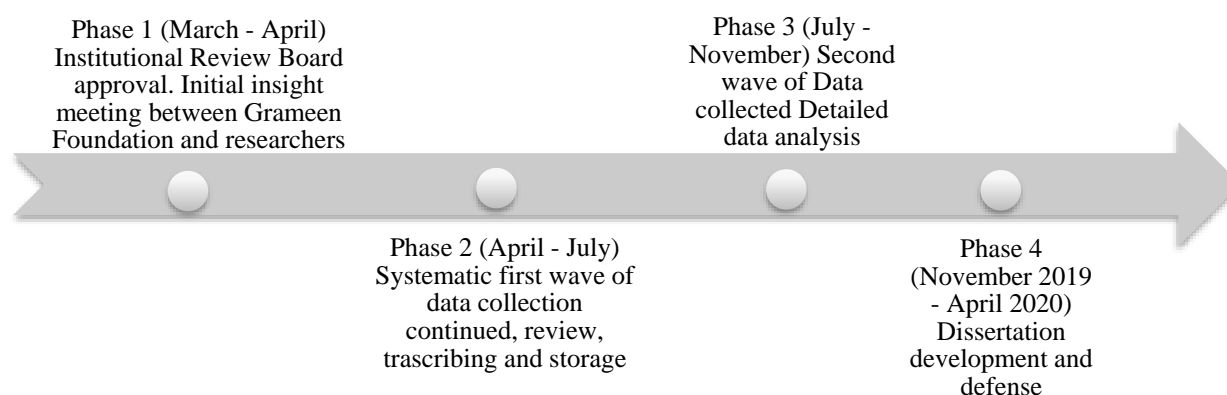 Phase 1 (March - April)
Institutional Review Board
approval. Initial insight
meeting between Grameen
Foundation and researchers
Phase 2 (April - July)
Systematic first wave of
data collection
continued, review,
trascribing and storage
Phase 3 (July -
November) Second
wave of Data
collected Detailed
data analysis
Phase 4
(November 2019
- April 2020)
Dissertation
development and
defense